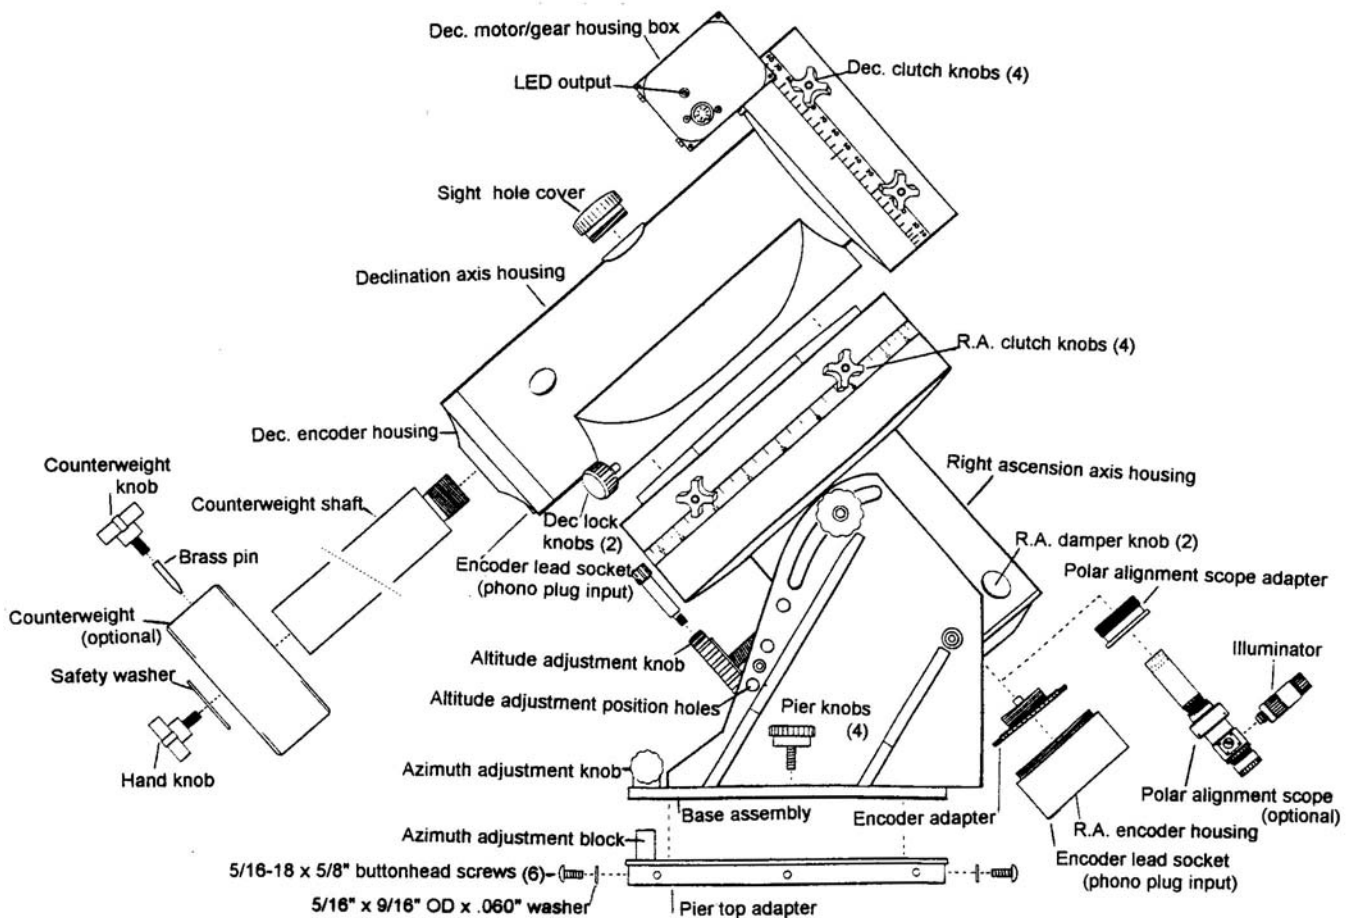 Dec. motor/gear housing box
LED output
Dec. clutch knobs (4)
Sight hole cover
Declination axis housing
R.A. clutch knobs (4)
Dec. encoder housing
Right ascension axis housing
Counterweight
knob
Counterweight shaft
Dec lock
knobs (2)
Brass pin
R.A. damper knob (2)
Encoder lead socket
(phono plug input)
Polar alignment scope adapter
Counterweight
(optional)
Illuminator
Altitude adjustment knob
Safety washer
Altitude adjustment position holes
Pier knobs
(4)
Hand knob
Azimuth adjustment knob
Base assembly
Encoder adapter
Polar alignment scope
(optional)
R.A. encoder housing
Azimuth adjustment block
Encoder lead socket
(phono plug input)
5/16-18 x 5/8" buttonhead screws (6)
5/16" x 9/16" OD x .060" washer
Pier top adapter